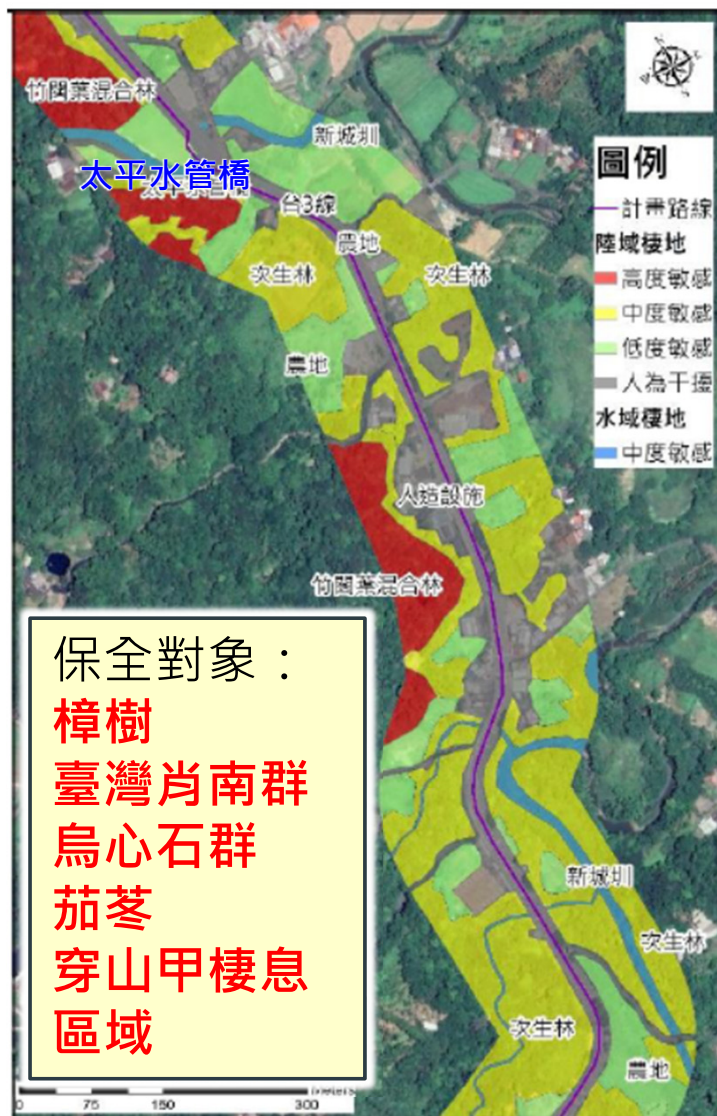 竹闊葉混合林
新城圳
太平水管橋
台3線
農地
次生林
次生林
農地
人造設施
竹闊葉混合林
新城圳
次生林
次生林
農地
圖例
計畫路線
陸域棲地
高度敏感
中度敏感
低度敏感
人為干擾
水域棲地
中度敏感
保全對象：
樟樹
臺灣肖南群
烏心石群
茄苳
穿山甲棲息
區域
0 75 150 300